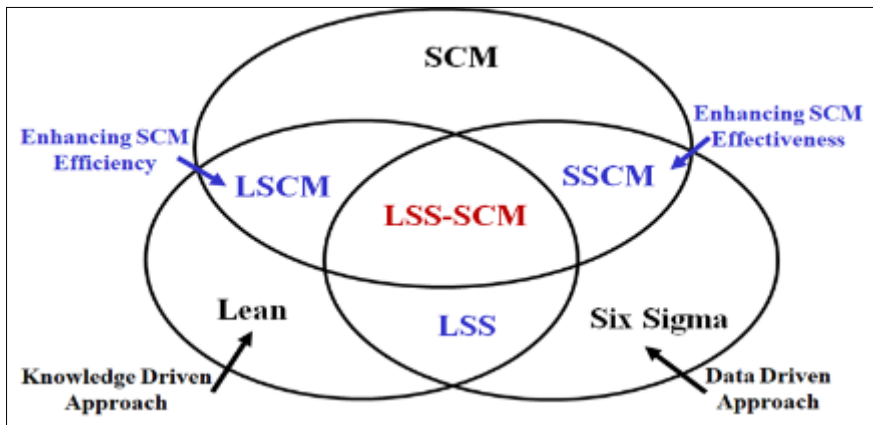 SCM
Enhancing SCM
Efficiency
Enhancing SCM
Effectiveness
LSCM
SSCM
LSS-SCM
Lean
LSS
Six Sigma
Knowledge Driven
Approach
Data Driven
Approach